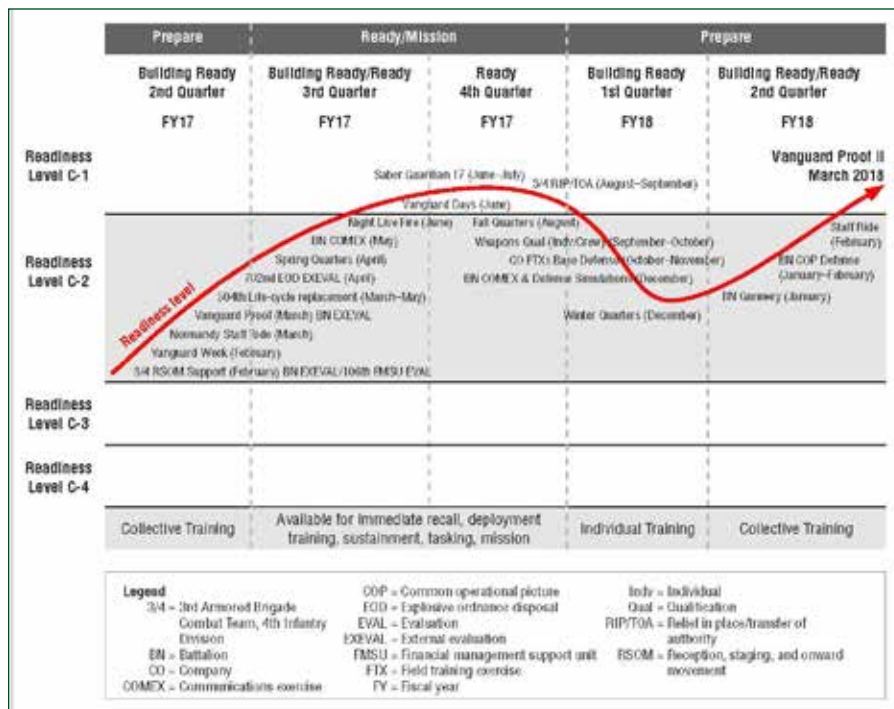 Prepare
Ready/Mission
Prepare
Building Ready
2nd Quarter
FY17
Building Ready/Ready
3rd Quarter
FY17
Ready
4th Quarter
FY17
Building Ready
1st Quarter
FY18
Building Ready/Ready
2nd Quarter
FY18
Readiness
Level C-1
Vanguard Proof II
March 2018
Saber Guardian 17 (June–July)
3/4 RIP/TOA (August–September)
Vanguard Days (June)
Readiness
Level C-2
Night Live Fire (June)
Fall Quarters (August)
Staff Ride
(February)
BN COMEX (May)
Weapons Qual (Indv/Crew) (September–October)
Spring Quarters (April)
CO FTXs Base Defense (October–November)
BN COP Defense
(January–February)
702nd EOD EXEVAL (April)
BN COMEX & Defense Simulations (December)
504th Life-cycle replacement (March–May)
BN Gunnery (January)
Vanguard Proof (March) BN EXEVAL
Winter Quarters (December)
Normandy Staff Ride (March)
Vanguard Week (February)
3/4 RSOM Support (February) BN EXEVAL/106th FMSU EVAL
Readiness level
Readiness
Level C-3
Readiness
Level C-4
Collective Training
Available for immediate recall, deployment
training, sustainment, tasking, mission
Individual Training
Collective Training
Legend
3/4 = 3rd Armored Brigade
Combat Team, 4th Infantry
Division
BN = Battalion
CO = Company
COMEX = Communications exercise
COP = Common operational picture
EOD = Explosive ordnance disposal
EVAL = Evaluation
EXEVAL = External evaluation
FMSU = Financial management support unit
FTX = Field training exercise
FY = Fiscal year
Indv = Individual
Qual = Qualification
RIP/TOA = Relief in place/transfer of
authority
RSOM = Reception, staging, and onward
movement